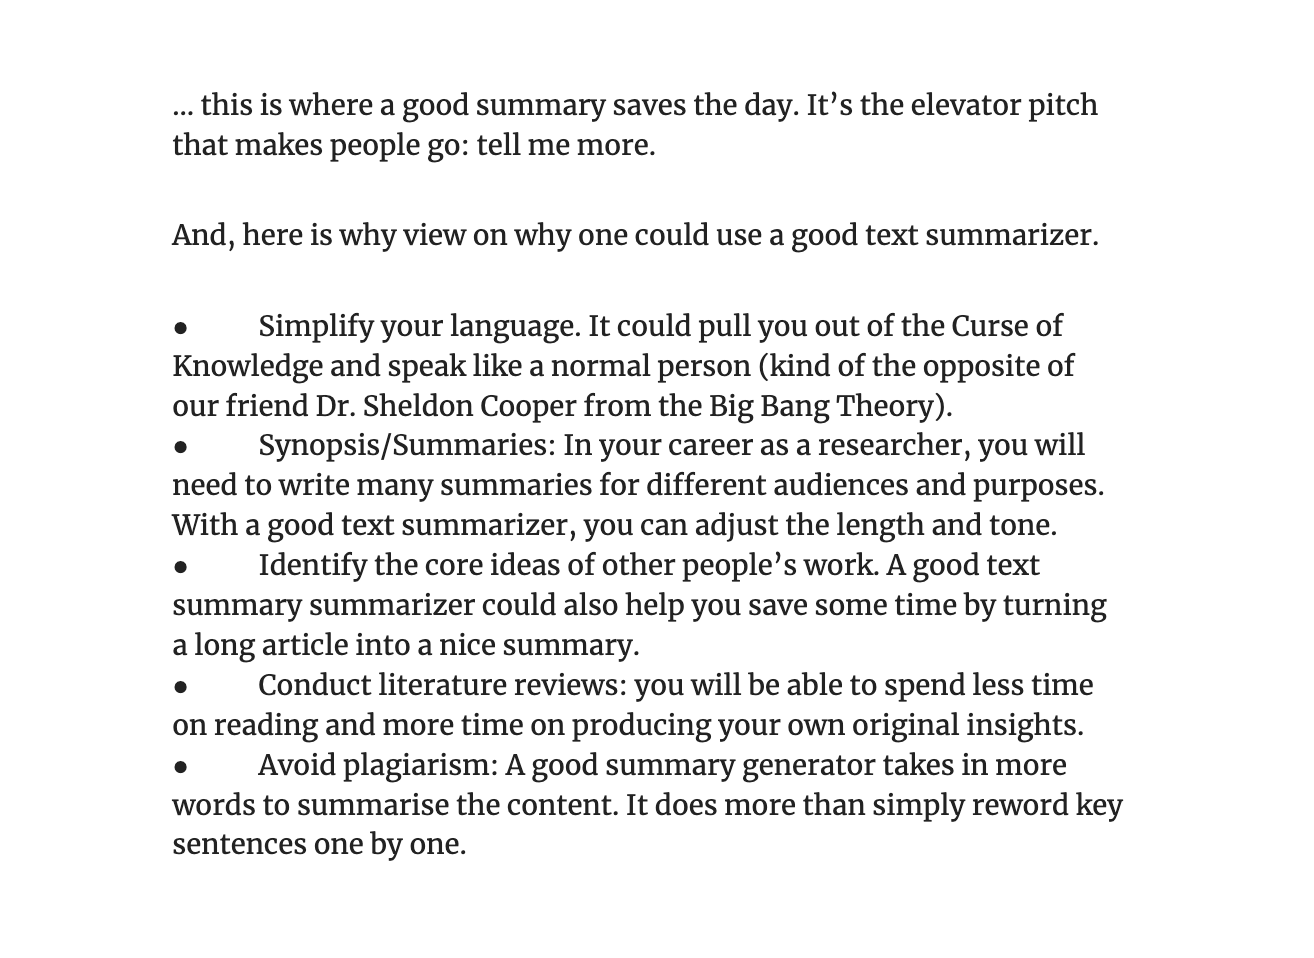 ... this is where a good summary saves the day. It’s the elevator pitch
that makes people go: tell me more.
And, here is why view on why one could use a good text summarizer.
● Simplify your language. It could pull you out of the Curse of
Knowledge and speak like a normal person (kind of the opposite of
our friend Dr. Sheldon Cooper from the Big Bang Theory).
● Synopsis/Summaries: In your career as a researcher, you will
need to write many summaries for different audiences and purposes.
With a good text summarizer, you can adjust the length and tone.
● Identify the core ideas of other people’s work. A good text
summary summarizer could also help you save some time by turning
a long article into a nice summary.
● Conduct literature reviews: you will be able to spend less time
on reading and more time on producing your own original insights.
● Avoid plagiarism: A good summary generator takes in more
words to summarise the content. It does more than simply reword key
sentences one by one.